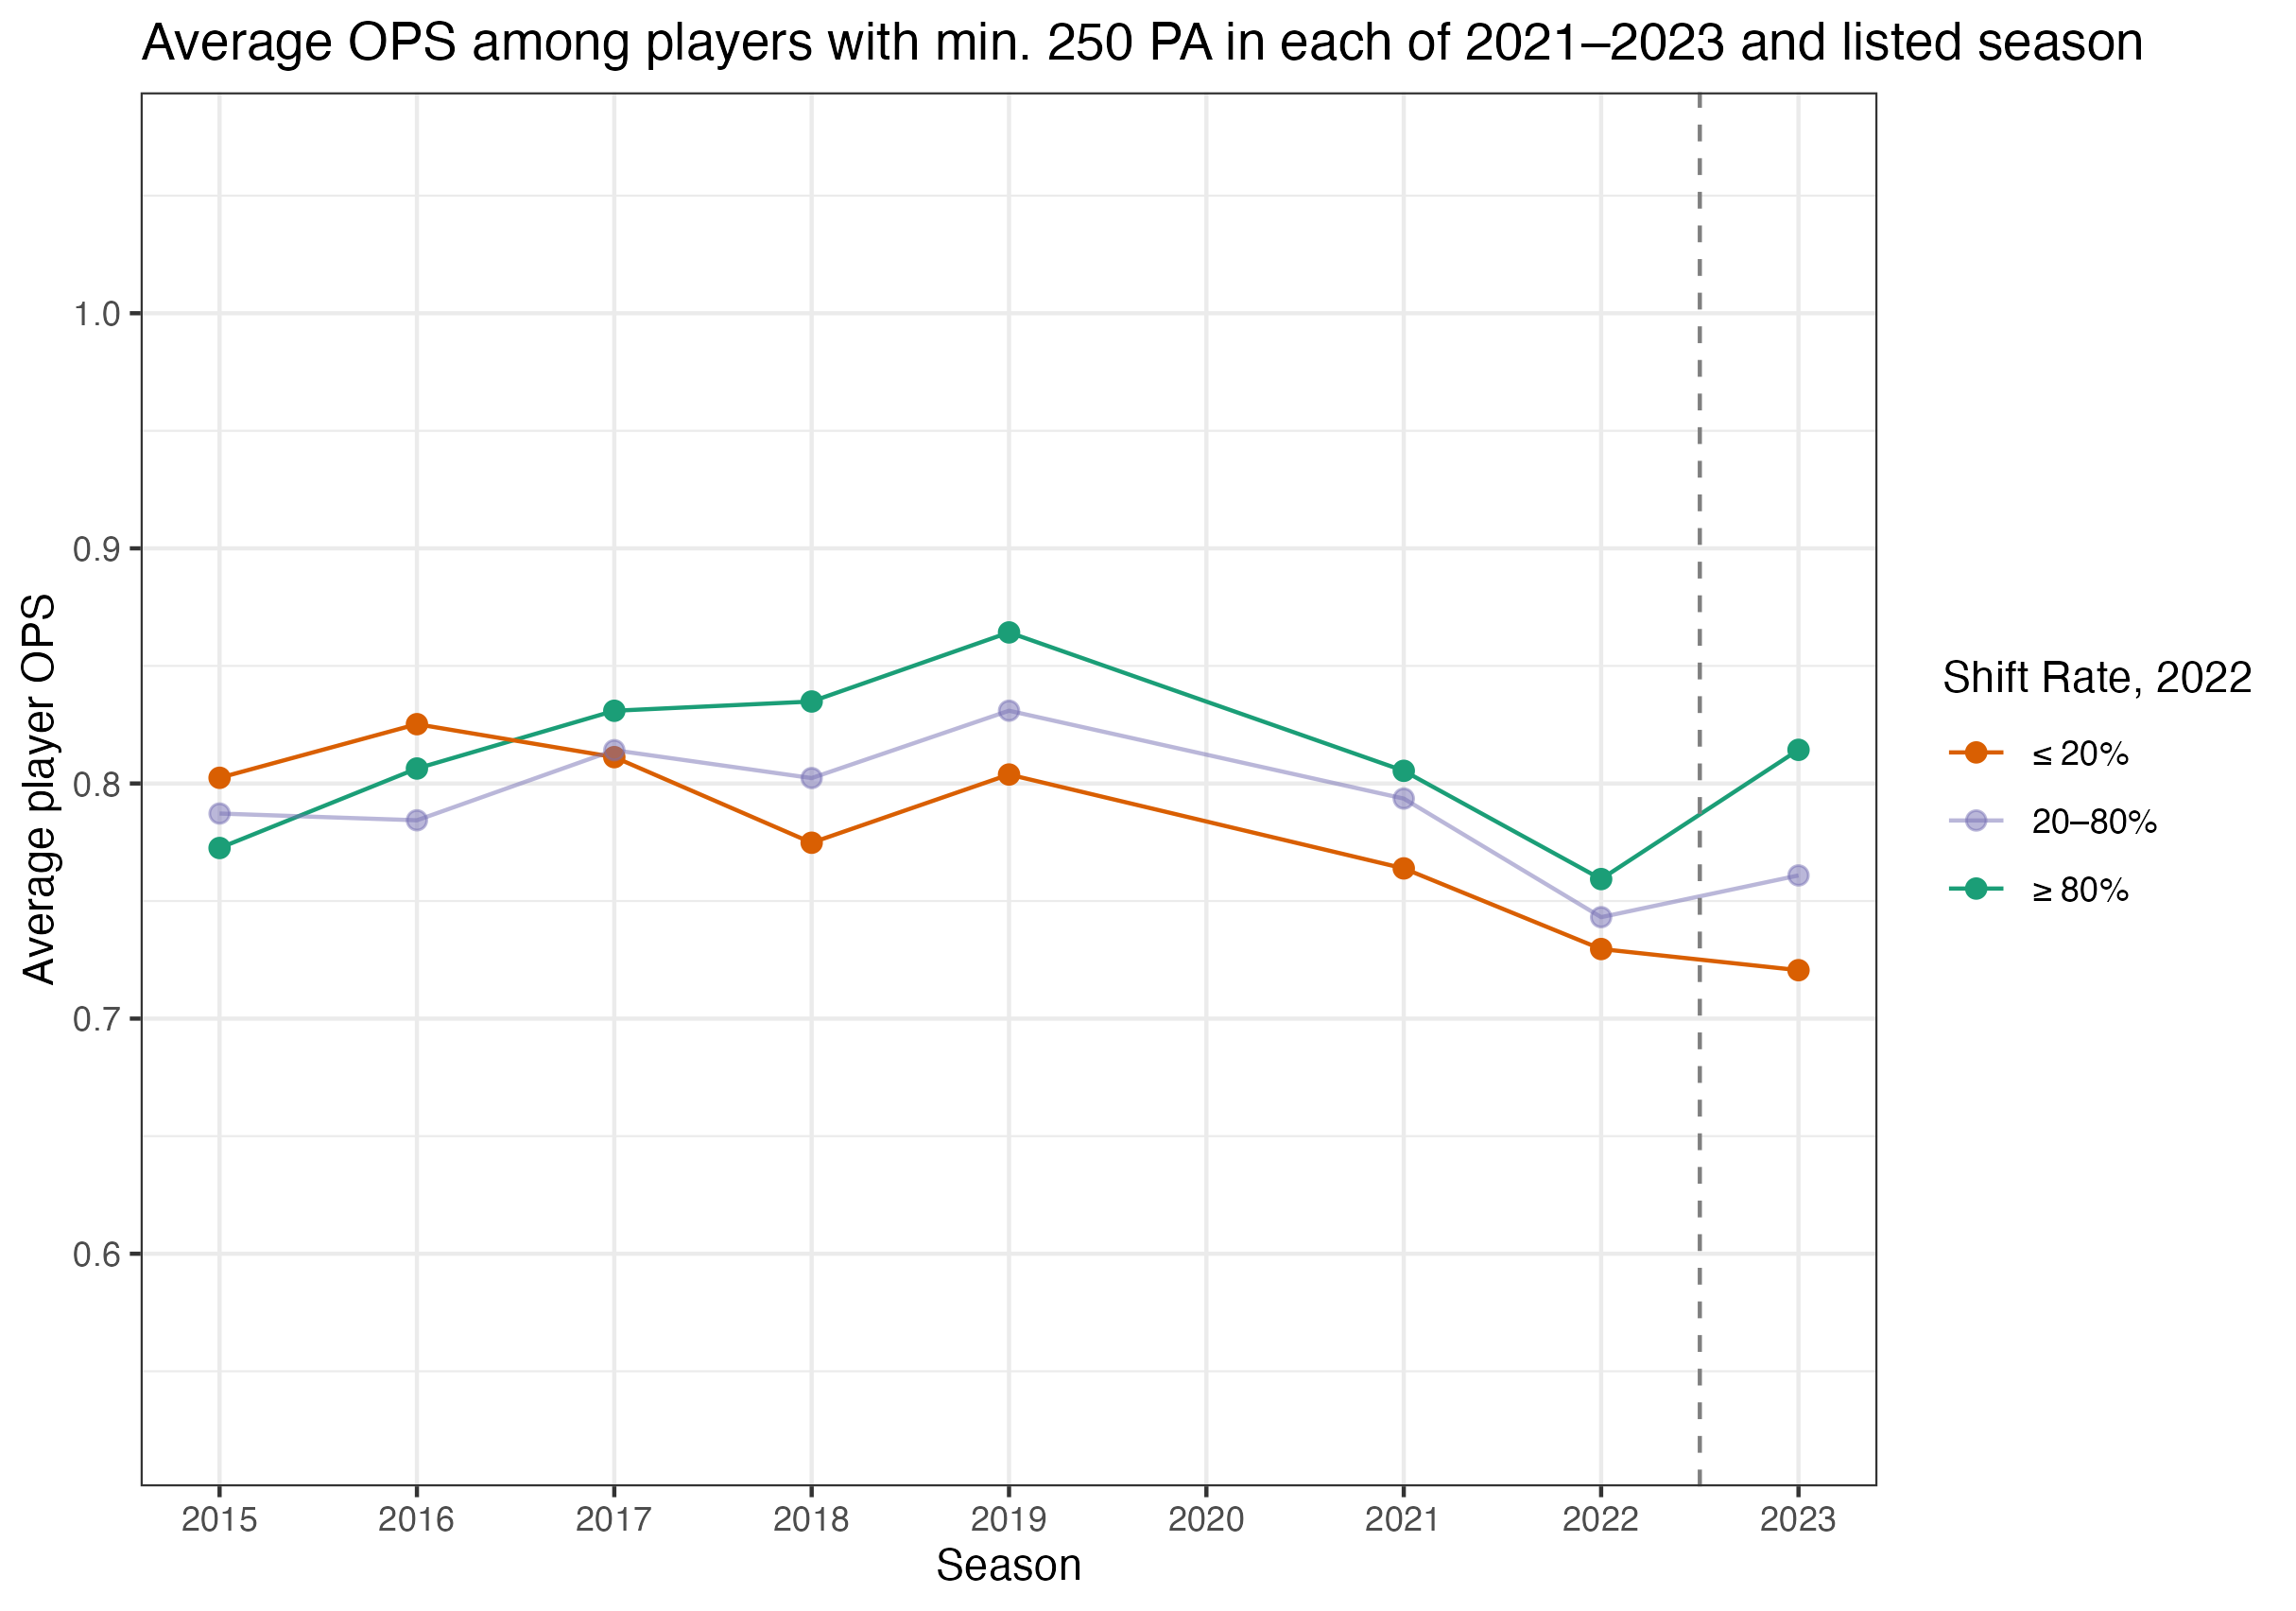 Average OPS among players with min. 250 PA in each of 2021–2023 and listed season
Average player OPS
1.0
0.9
0.8
0.7
0.6
2015 2016 2017 2018 2019 2020 2021 2022 2023
Season
Shift Rate, 2022
≤ 20%
20–80%
≥ 80%